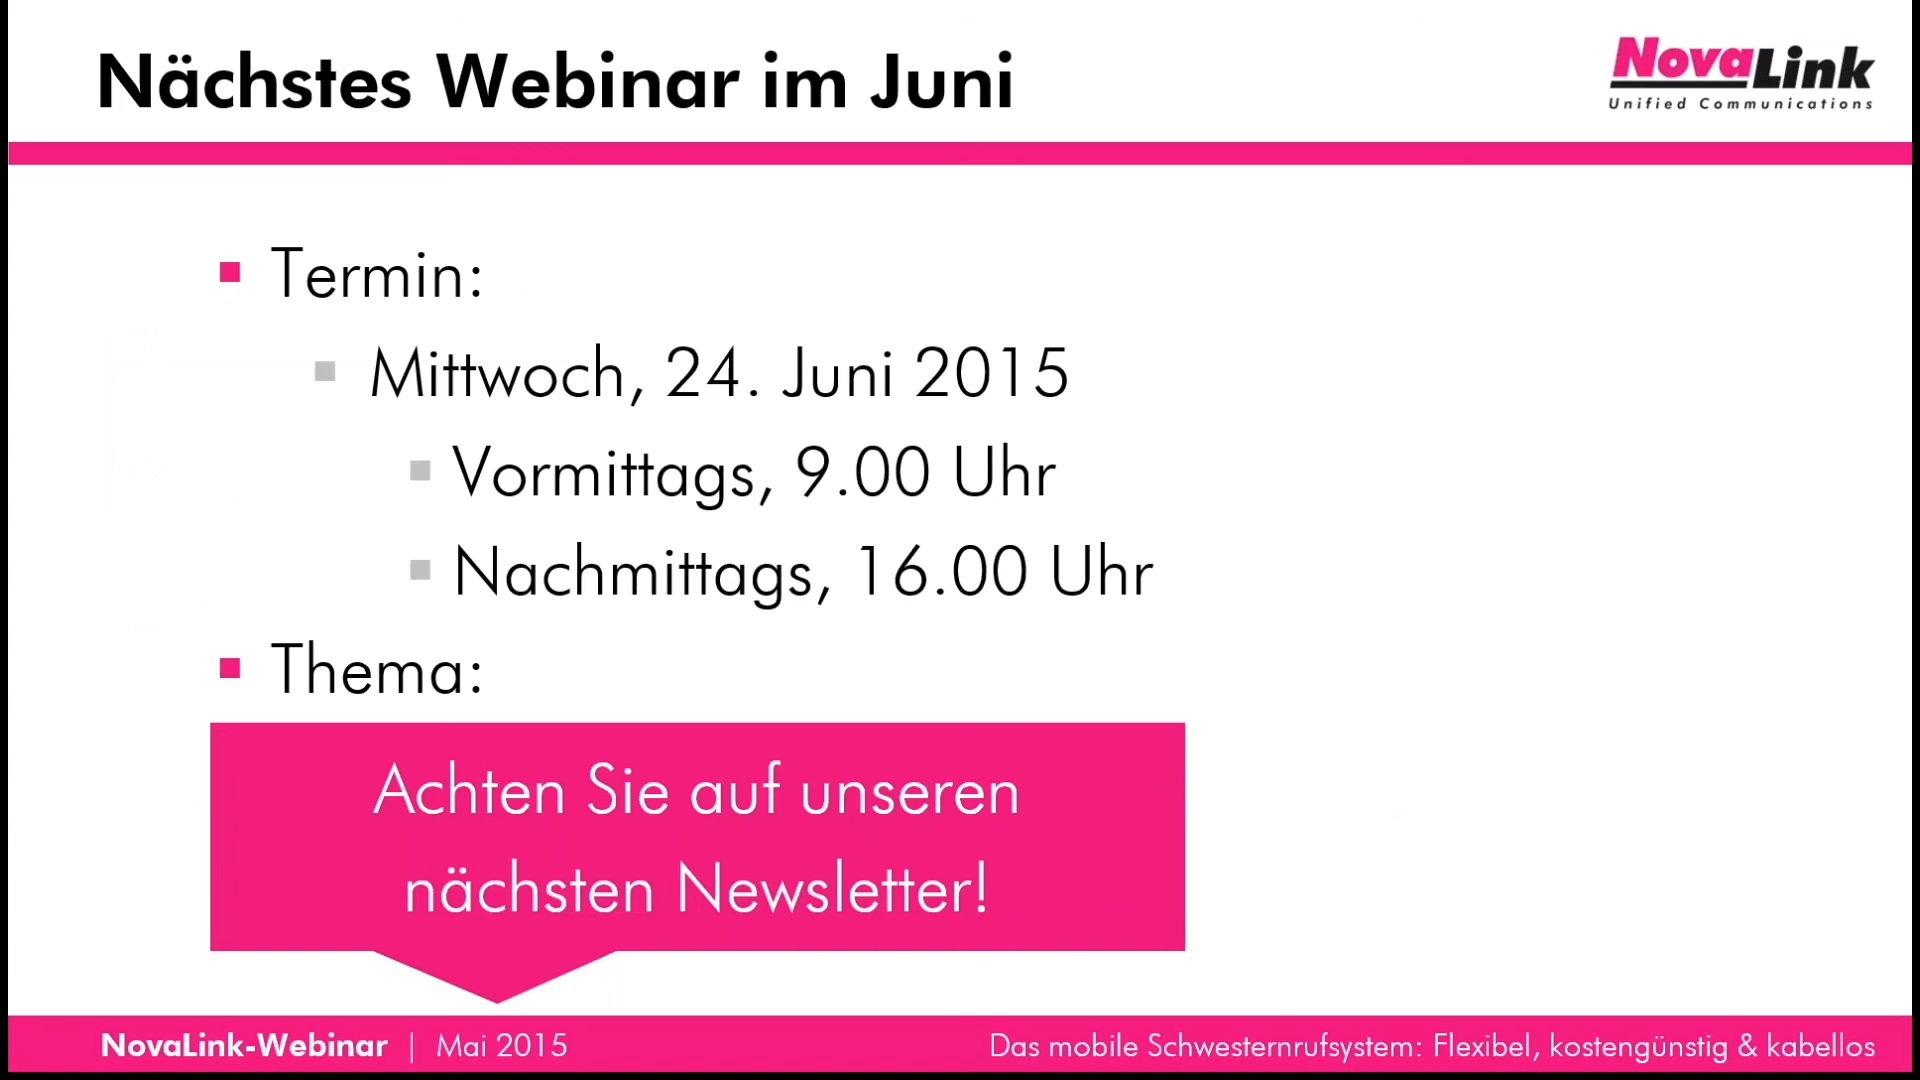 Nächstes Webinar im Juni
NovaLink
Unified Communications
Termin:
Mittwoch, 24. Juni 2015
Vormittags, 9.00 Uhr
Nachmittags, 16.00 Uhr
Thema:
Achten Sie auf unseren
nächsten Newsletter!
NovaLink-Webinar | Mai 2015
Das mobile Schwesternrufsystem: Flexibel, kostengünstig & kabellos